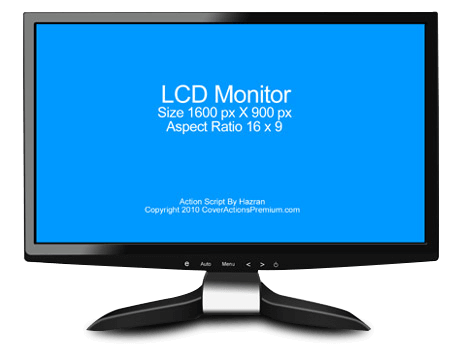 LCD Monitor
Size 1600 px X 900 px
Aspect Ratio 16 x 9
Action Script By Hazran
Copyright 2010 CoverActionsPremium.com
e Auto Menu < >